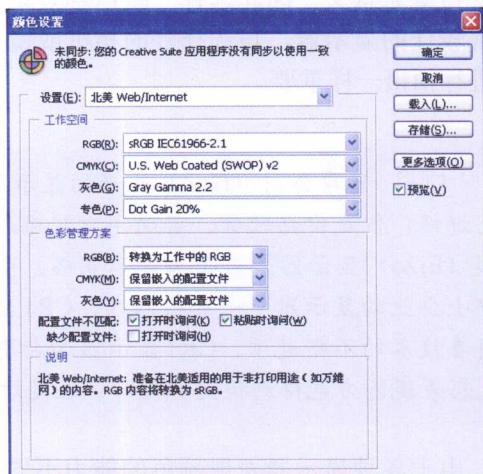 颜色设置
未同步: 您的 Creative Suite 应用程序没有同步以使用一致
的颜色。
确定
取消
载入(L)...
存储(S)...
更多选项(O)
预览(V)
设置(E): 北美 Web/Internet
工作空间
RGB(R): sRGB IEC61966-2.1
CMYK(C): U.S. Web Coated (SWOP) v2
灰色(G): Gray Gamma 2.2
专色(P): Dot Gain 20%
色彩管理方案
RGB(B): 转换为工作中的 RGB
CMYK(M): 保留嵌入的配置文件
灰色(Y): 保留嵌入的配置文件
配置文件不匹配: 打开时询问(K) 粘贴时询问(W)
缺少配置文件: 打开时询问(H)
说明
北美 Web/Internet: 准备在北美适用的用于非打印用途(如万维
网)的内容。RGB 内容将转换为 sRGB。